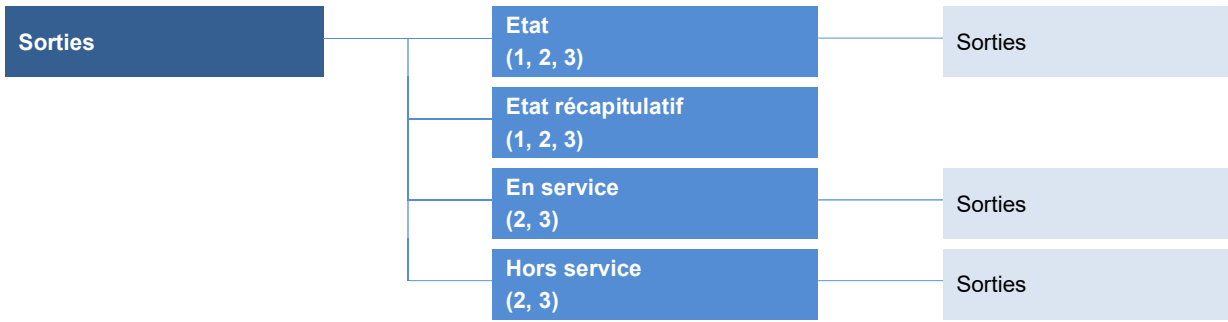 Sorties
Etat
(1, 2, 3)
Sorties
Etat récapitulatif
(1, 2, 3)
En service
(2, 3)
Sorties
Hors service
(2, 3)
Sorties